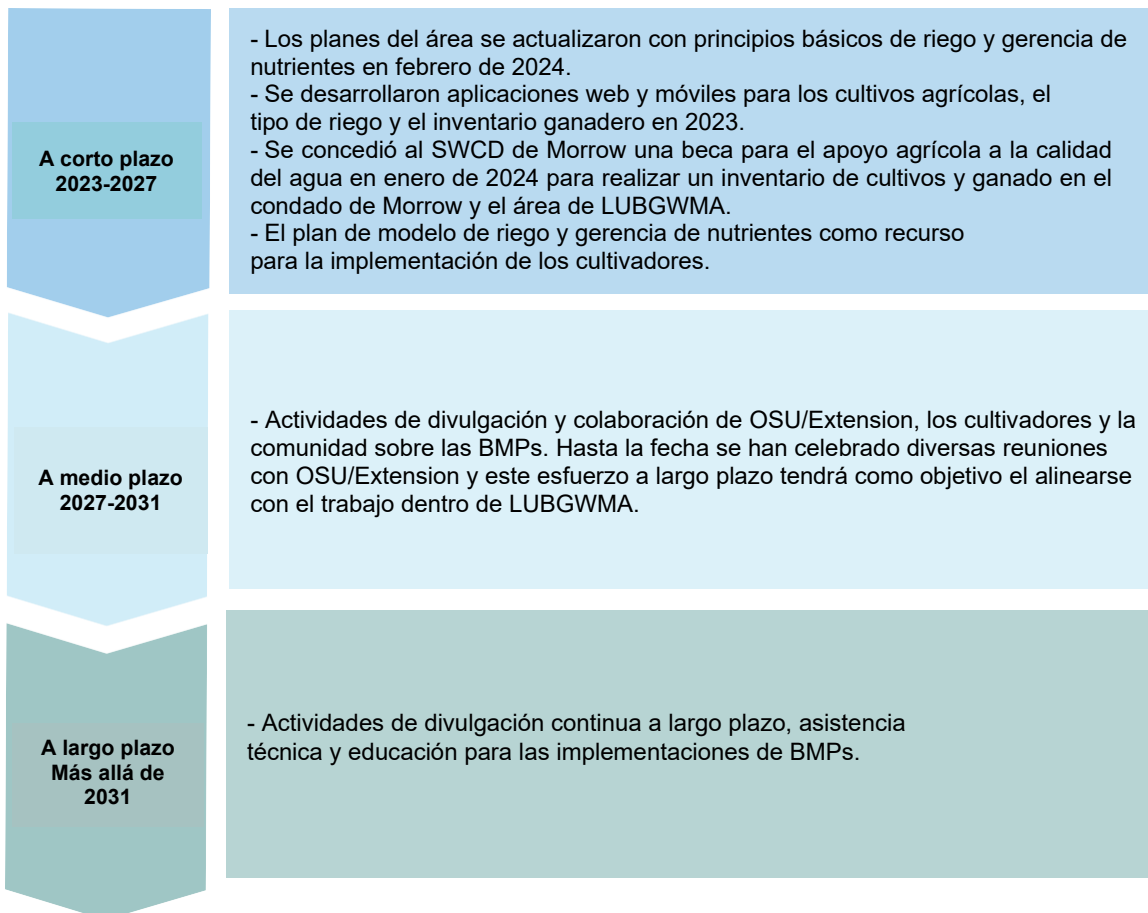 A corto plazo
2023-2027
- Los planes del área se actualizaron con principios básicos de riego y gerencia de
nutrientes en febrero de 2024.
- Se desarrollaron aplicaciones web y móviles para los cultivos agrícolas, el
tipo de riego y el inventario ganadero en 2023.
- Se concedió al SWCD de Morrow una beca para el apoyo agrícola a la calidad
del agua en enero de 2024 para realizar un inventario de cultivos y ganado en el
condado de Morrow y el área de LUBGWMA.
- El plan de modelo de riego y gerencia de nutrientes como recurso
para la implementación de los cultivadores.
A medio plazo
2027-2031
- Actividades de divulgación y colaboración de OSU/Extension, los cultivadores y la
comunidad sobre las BMPs. Hasta la fecha se han celebrado diversas reuniones
con OSU/Extension y este esfuerzo a largo plazo tendrá como objetivo el alinearse
con el trabajo dentro de LUBGWMA.
A largo plazo
Más allá de
2031
- Actividades de divulgación continua a largo plazo, asistencia
técnica y educación para las implementaciones de BMPs.